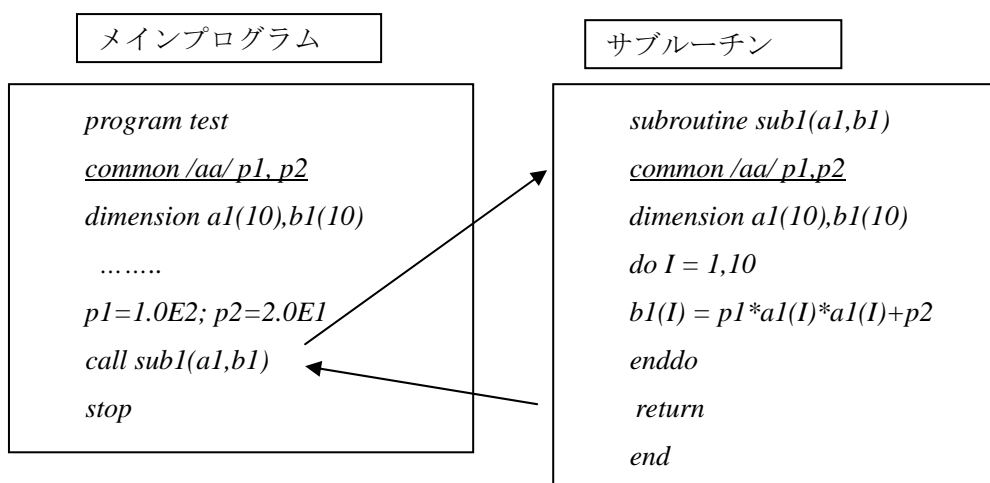 メインプログラム
program test
common /aa/ p1, p2
dimension a1(10),b1(10)
……..
p1=1.0E2; p2=2.0E1
call sub1(a1,b1)
stop
サブルーチン
subroutine sub1(a1,b1)
common /aa/ p1,p2
dimension a1(10),b1(10)
do I = 1,10
b1(I) = p1*a1(I)*a1(I)+p2
enddo
return
end